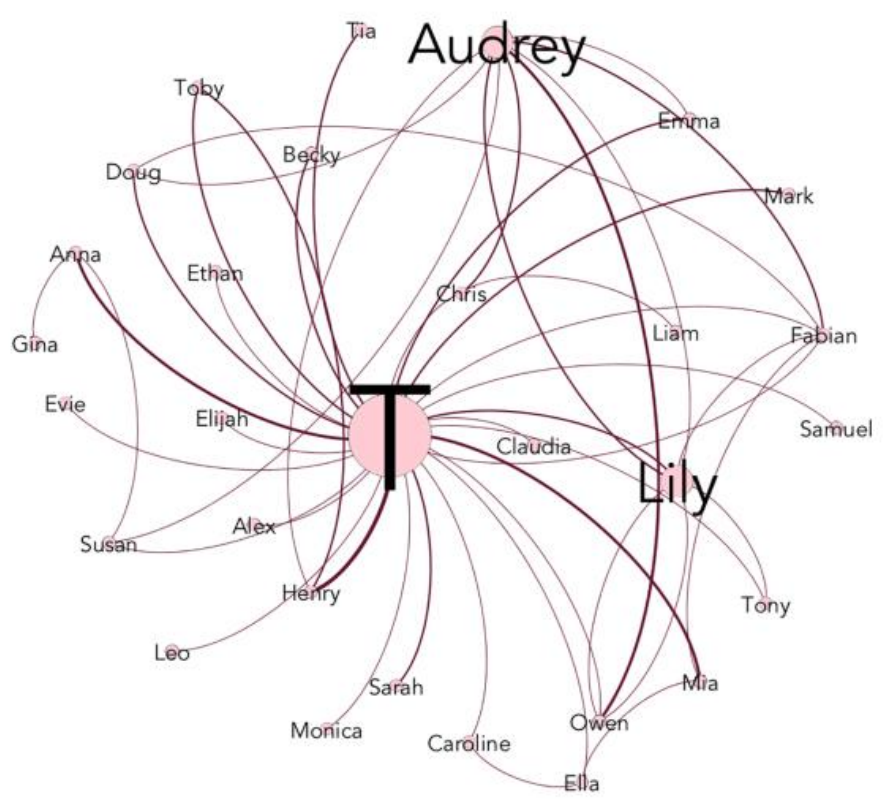 Tia
Audrey
Toby
Emma
Becky
Doug
Mark
Anna
Ethan
Chris
Liam
Fabian
Gina
T
Evie
Elijah
Samuel
Claudia
Lily
Alex
Susan
Henry
Tony
Leo
Mia
Sarah
Owen
Monica
Caroline
Ella